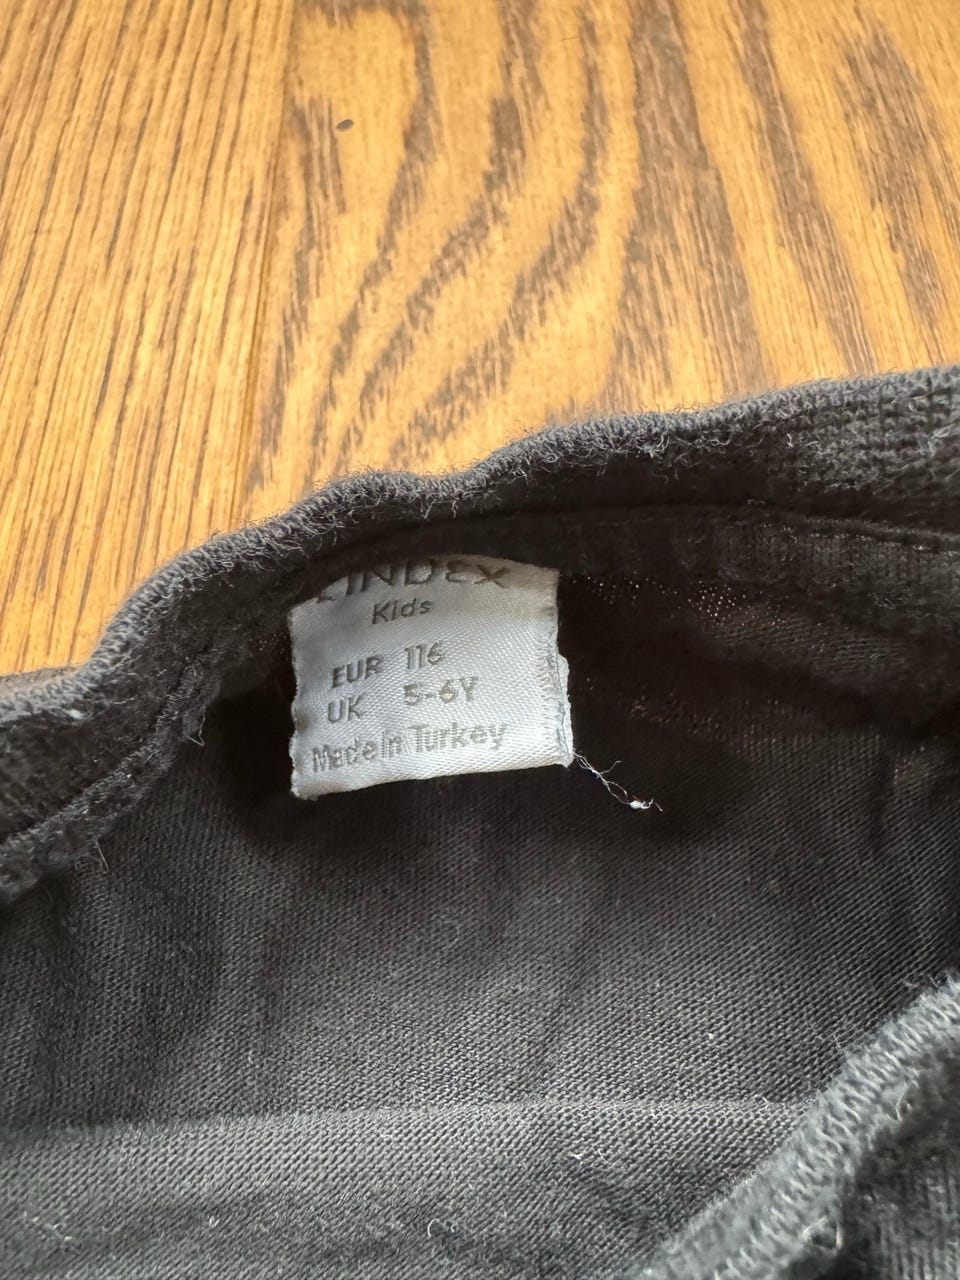 LINDEX
Kids
EUR 116
UK 5-6Y
Made in Turkey